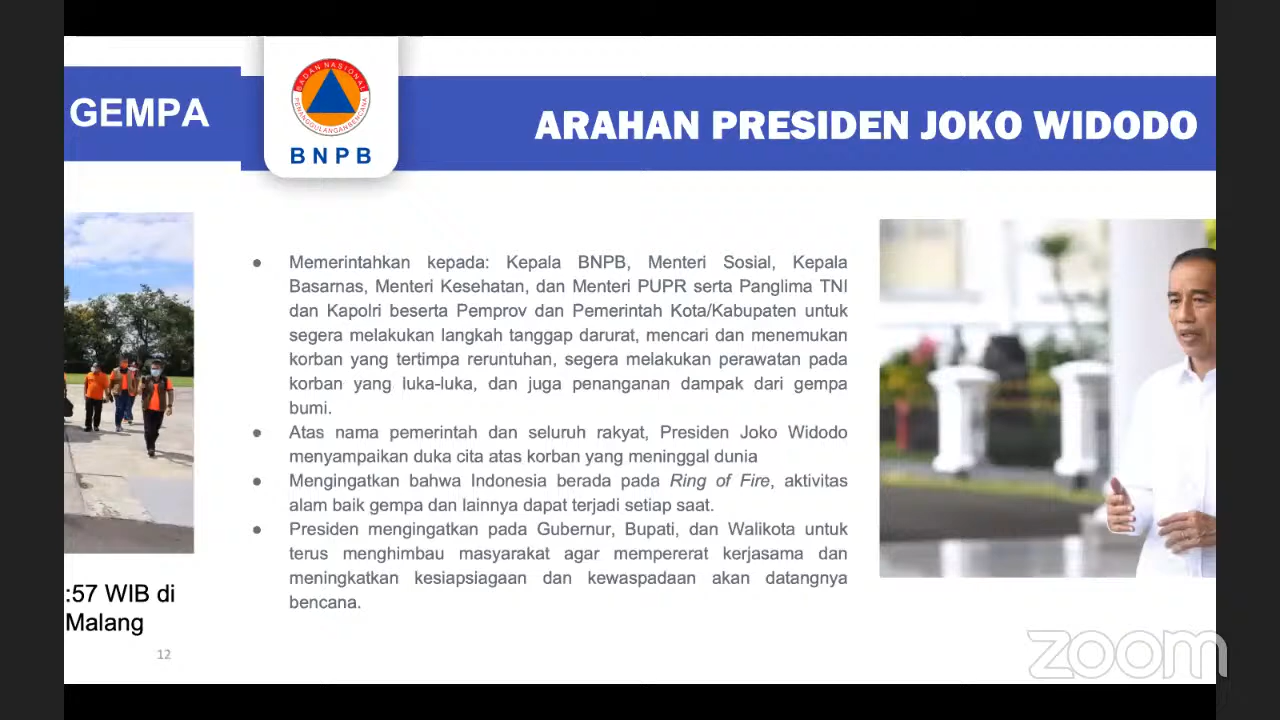 GEMPA
BADAN NASIONAL
PENANGGULANGAN BENCANA
BNPB
ARAHAN PRESIDEN JOKO WIDODO
● Memerintahkan kepada: Kepala BNPB, Menteri Sosial, Kepala
Basarnas, Menteri Kesehatan, dan Menteri PUPR serta Panglima TNI
dan Kapolri beserta Pemprov dan Pemerintah Kota/Kabupaten untuk
segera melakukan langkah tanggap darurat, mencari dan menemukan
korban yang tertimpa reruntuhan, segera melakukan perawatan pada
korban yang luka-luka, dan juga penanganan dampak dari gempa
bumi.
● Atas nama pemerintah dan seluruh rakyat, Presiden Joko Widodo
menyampaikan duka cita atas korban yang meninggal dunia
● Mengingatkan bahwa Indonesia berada pada Ring of Fire, aktivitas
alam baik gempa dan lainnya dapat terjadi setiap saat.
● Presiden mengingatkan pada Gubernur, Bupati, dan Walikota untuk
terus menghimbau masyarakat agar mempererat kerjasama dan
meningkatkan kesiapsiagaan dan kewaspadaan akan datangnya
bencana.
:57 WIB di
Malang
12
zoom